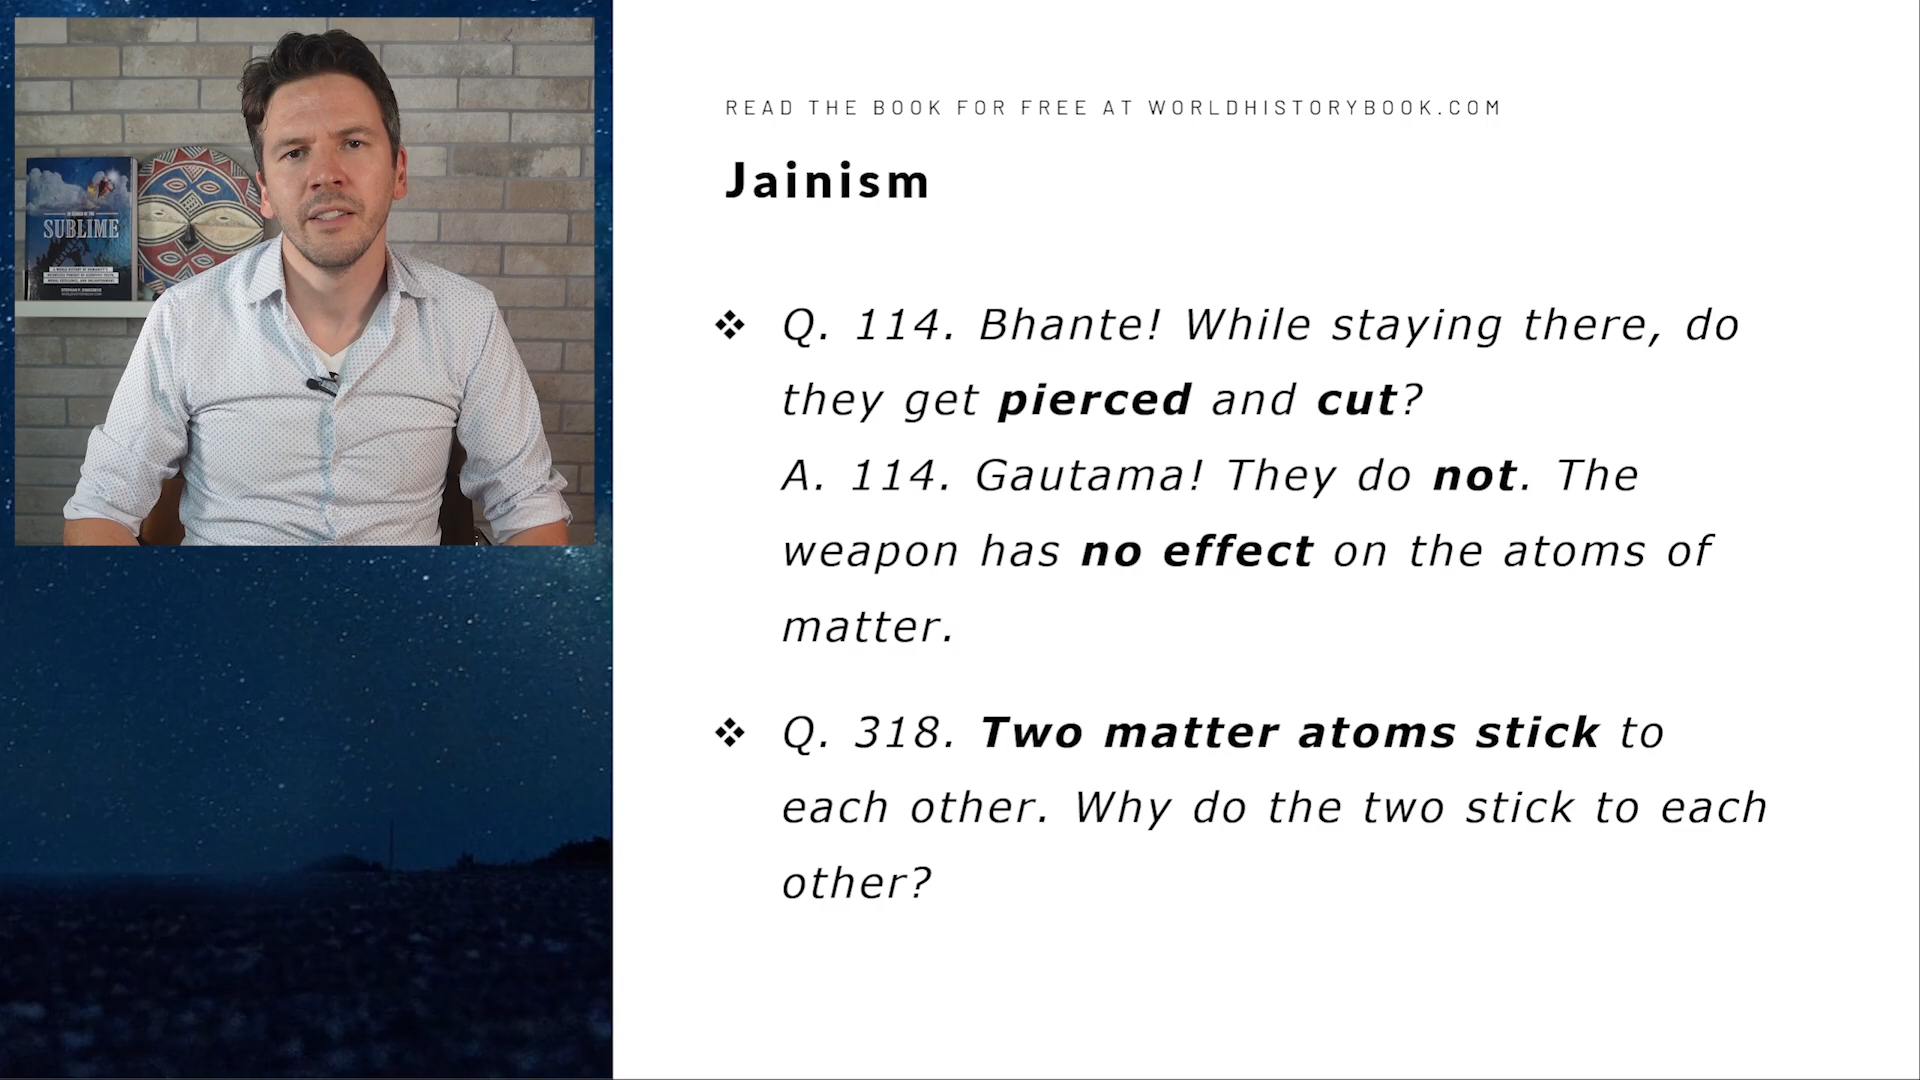 READ THE BOOK FOR FREE AT WORLDHISTORYBOOK.COM
Jainism
❖ Q. 114. Bhante! While staying there, do
they get pierced and cut?
A. 114. Gautama! They do not. The
weapon has no effect on the atoms of
matter.
❖ Q. 318. Two matter atoms stick to
each other. Why do the two stick to each
other?
SUBLIME